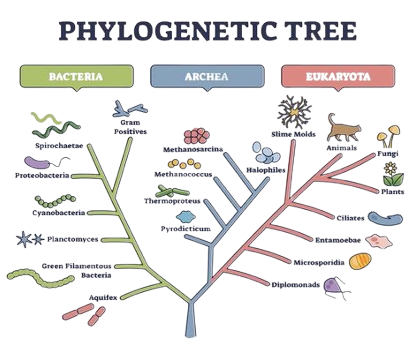 PHYLOGENETIC TREE
BACTERIA
ARCHEA
EUKARYOTA
Spirochaetae
Gram
Positives
Proteobacteria
Cyanobacteria
Planctomyces
Green Filamentous
Bacteria
Aquifex
Methanosarcina
Methanococcus
Halophiles
Thermoproteus
Pyrodicticum
Slime Molds
Animals
Fungi
Plants
Ciliates
Entamoebae
Microsporidia
Diplomonads